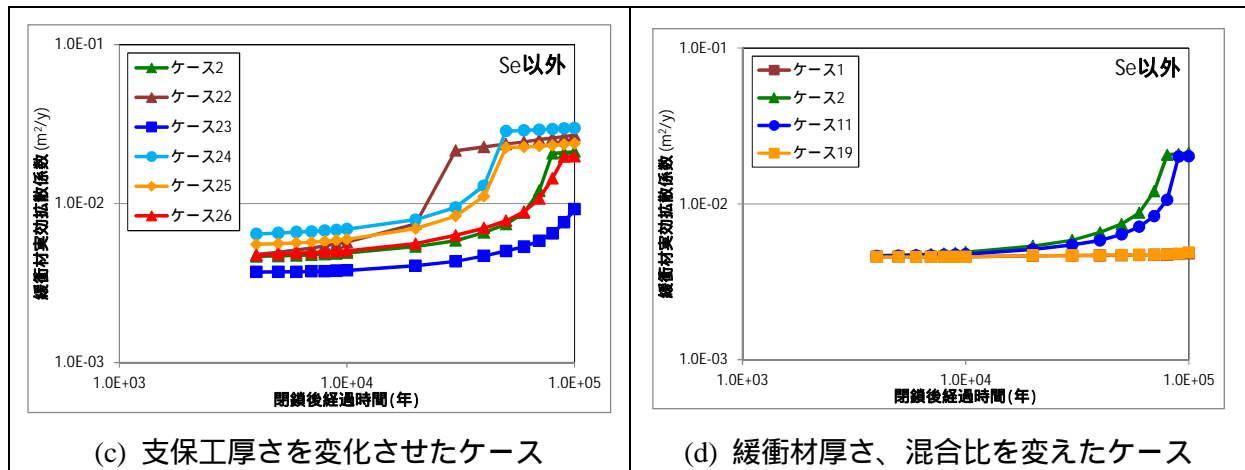 1.0E-01
Se以外
ケース2
ケース22
ケース23
ケース24
ケース25
ケース26
1.0E-02
1.0E-03
緩衝材実効拡散係数(m²/y)
1.0E+03
1.0E+04
1.0E+05
閉鎖後経過時間(年)
(c) 支保工厚さを変化させたケース
1.0E-01
Se以外
ケース1
ケース2
ケース11
ケース19
1.0E-02
1.0E-03
緩衝材実効拡散係数(m²/y)
1.0E+03
1.0E+04
1.0E+05
閉鎖後経過時間(年)
(d) 緩衝材厚さ、混合比を変えたケース